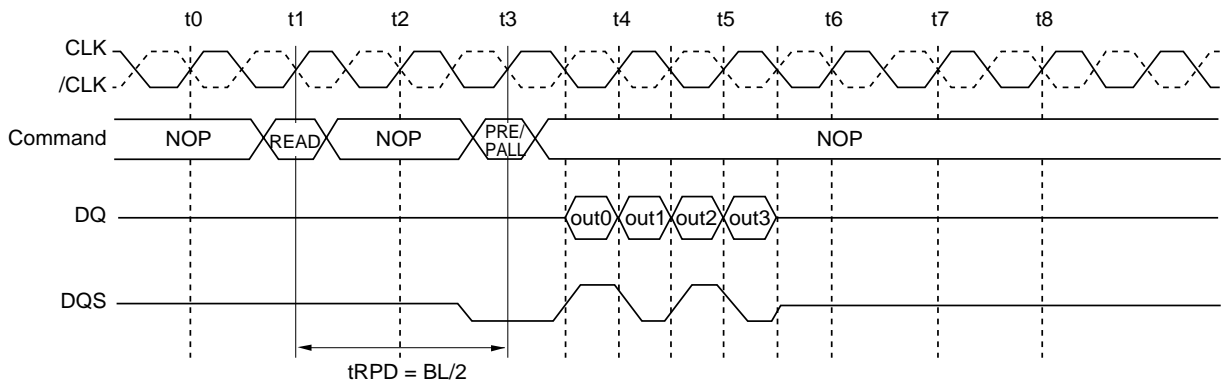 t0 t1 t2 t3 t4 t5 t6 t7 t8
CLK
/CLK
Command NOP READ NOP PRE/ PALL NOP
DQ out0 out1 out2 out3
DQS
tRPD = BL/2